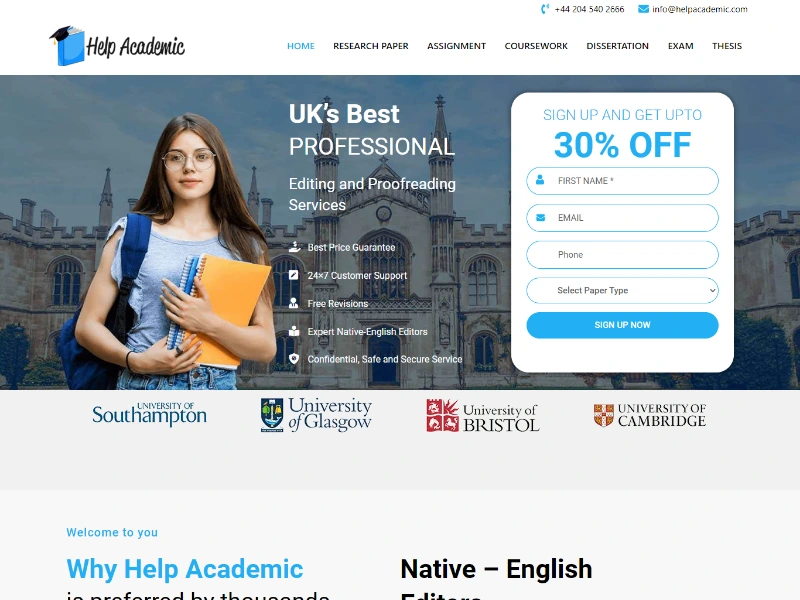 +44 204 540 2666 info@helpacademic.com
Help Academic
HOME RESEARCH PAPER ASSIGNMENT COURSEWORK DISSERTATION EXAM THESIS
UK's Best
PROFESSIONAL
Editing and Proofreading
Services
Best Price Guarantee
24×7 Customer Support
Free Revisions
Expert Native-English Editors
Confidential, Safe and Secure Service
SIGN UP AND GET UPTO
30% OFF
FIRST NAME *
EMAIL
Phone
Select Paper Type
SIGN UP NOW
UNIVERSITY OF
Southampton
University
of Glasgow
University of
BRISTOL
UNIVERSITY OF
CAMBRIDGE
Welcome to you
Why Help Academic
is preferred by thousands
Native – English
Editors